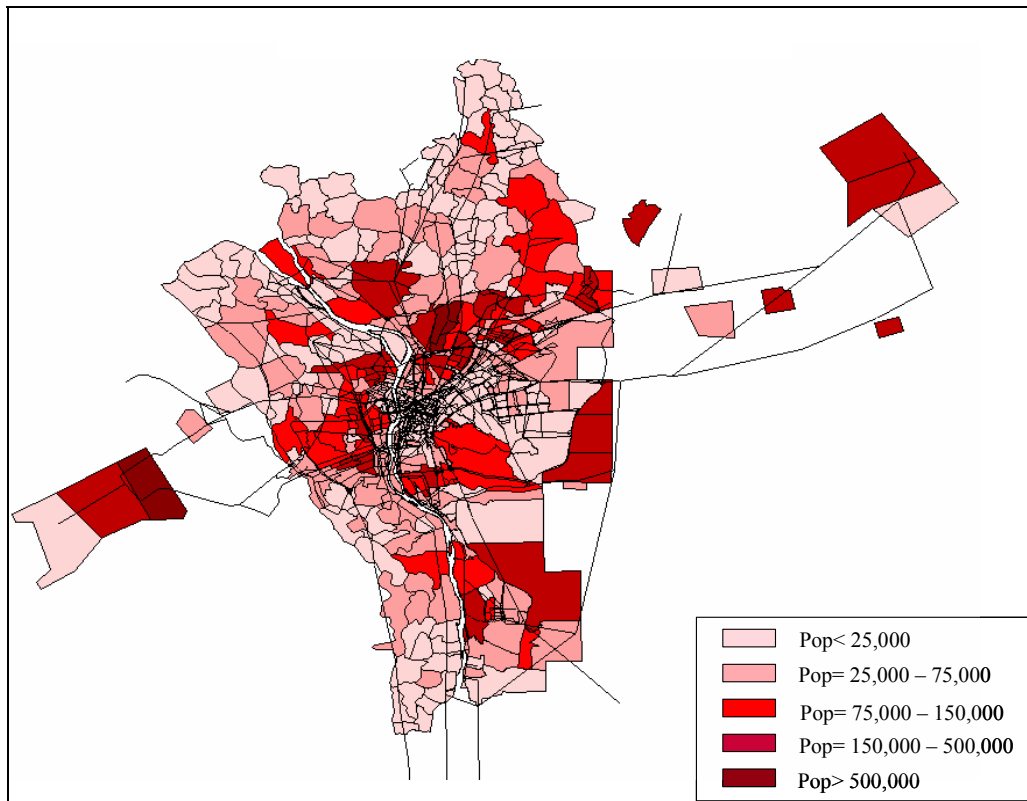 Pop< 25,000
Pop= 25,000 – 75,000
Pop= 75,000 – 150,000
Pop= 150,000 – 500,000
Pop> 500,000